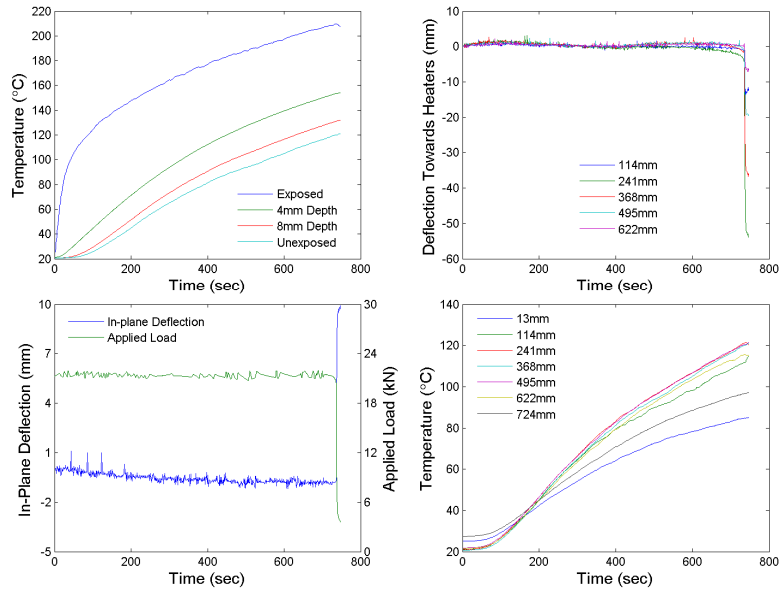 220
200
180
160
140
120
100
80
60
40
20
Temperature (°C)
Exposed
4mm Depth
8mm Depth
Unexposed
0 200 400 600 800
Time (sec)
10
0
-10
-20
-30
-40
-50
-60
Deflection Towards Heaters (mm)
114mm
241mm
368mm
495mm
622mm
0 200 400 600 800
Time (sec)
10
7
4
1
-2
-5
In-Plane Deflection (mm)
In-plane Deflection
Applied Load
30
24
18
12
6
0
Applied Load (kN)
0 200 400 600 800
Time (sec)
140
120
100
80
60
40
20
Temperature (°C)
13mm
114mm
241mm
368mm
495mm
622mm
724mm
0 200 400 600 800
Time (sec)